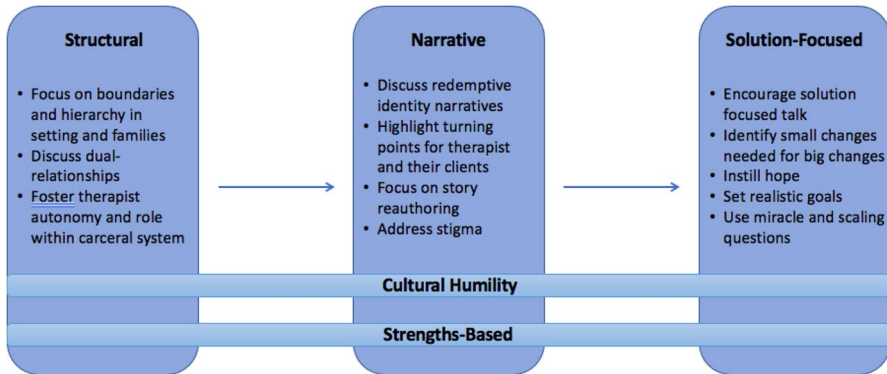 Structural
• Focus on boundaries
and hierarchy in
setting and families
• Discuss dual-
relationships
• Foster therapist
autonomy and role
within carceral system
Narrative
• Discuss redemptive
identity narratives
• Highlight turning
points for therapist
and their clients
• Focus on story
reauthoring
• Address stigma
Solution-Focused
• Encourage solution
focused talk
• Identify small changes
needed for big changes
• Instill hope
• Set realistic goals
• Use miracle and scaling
questions
Cultural Humility
Strengths-Based